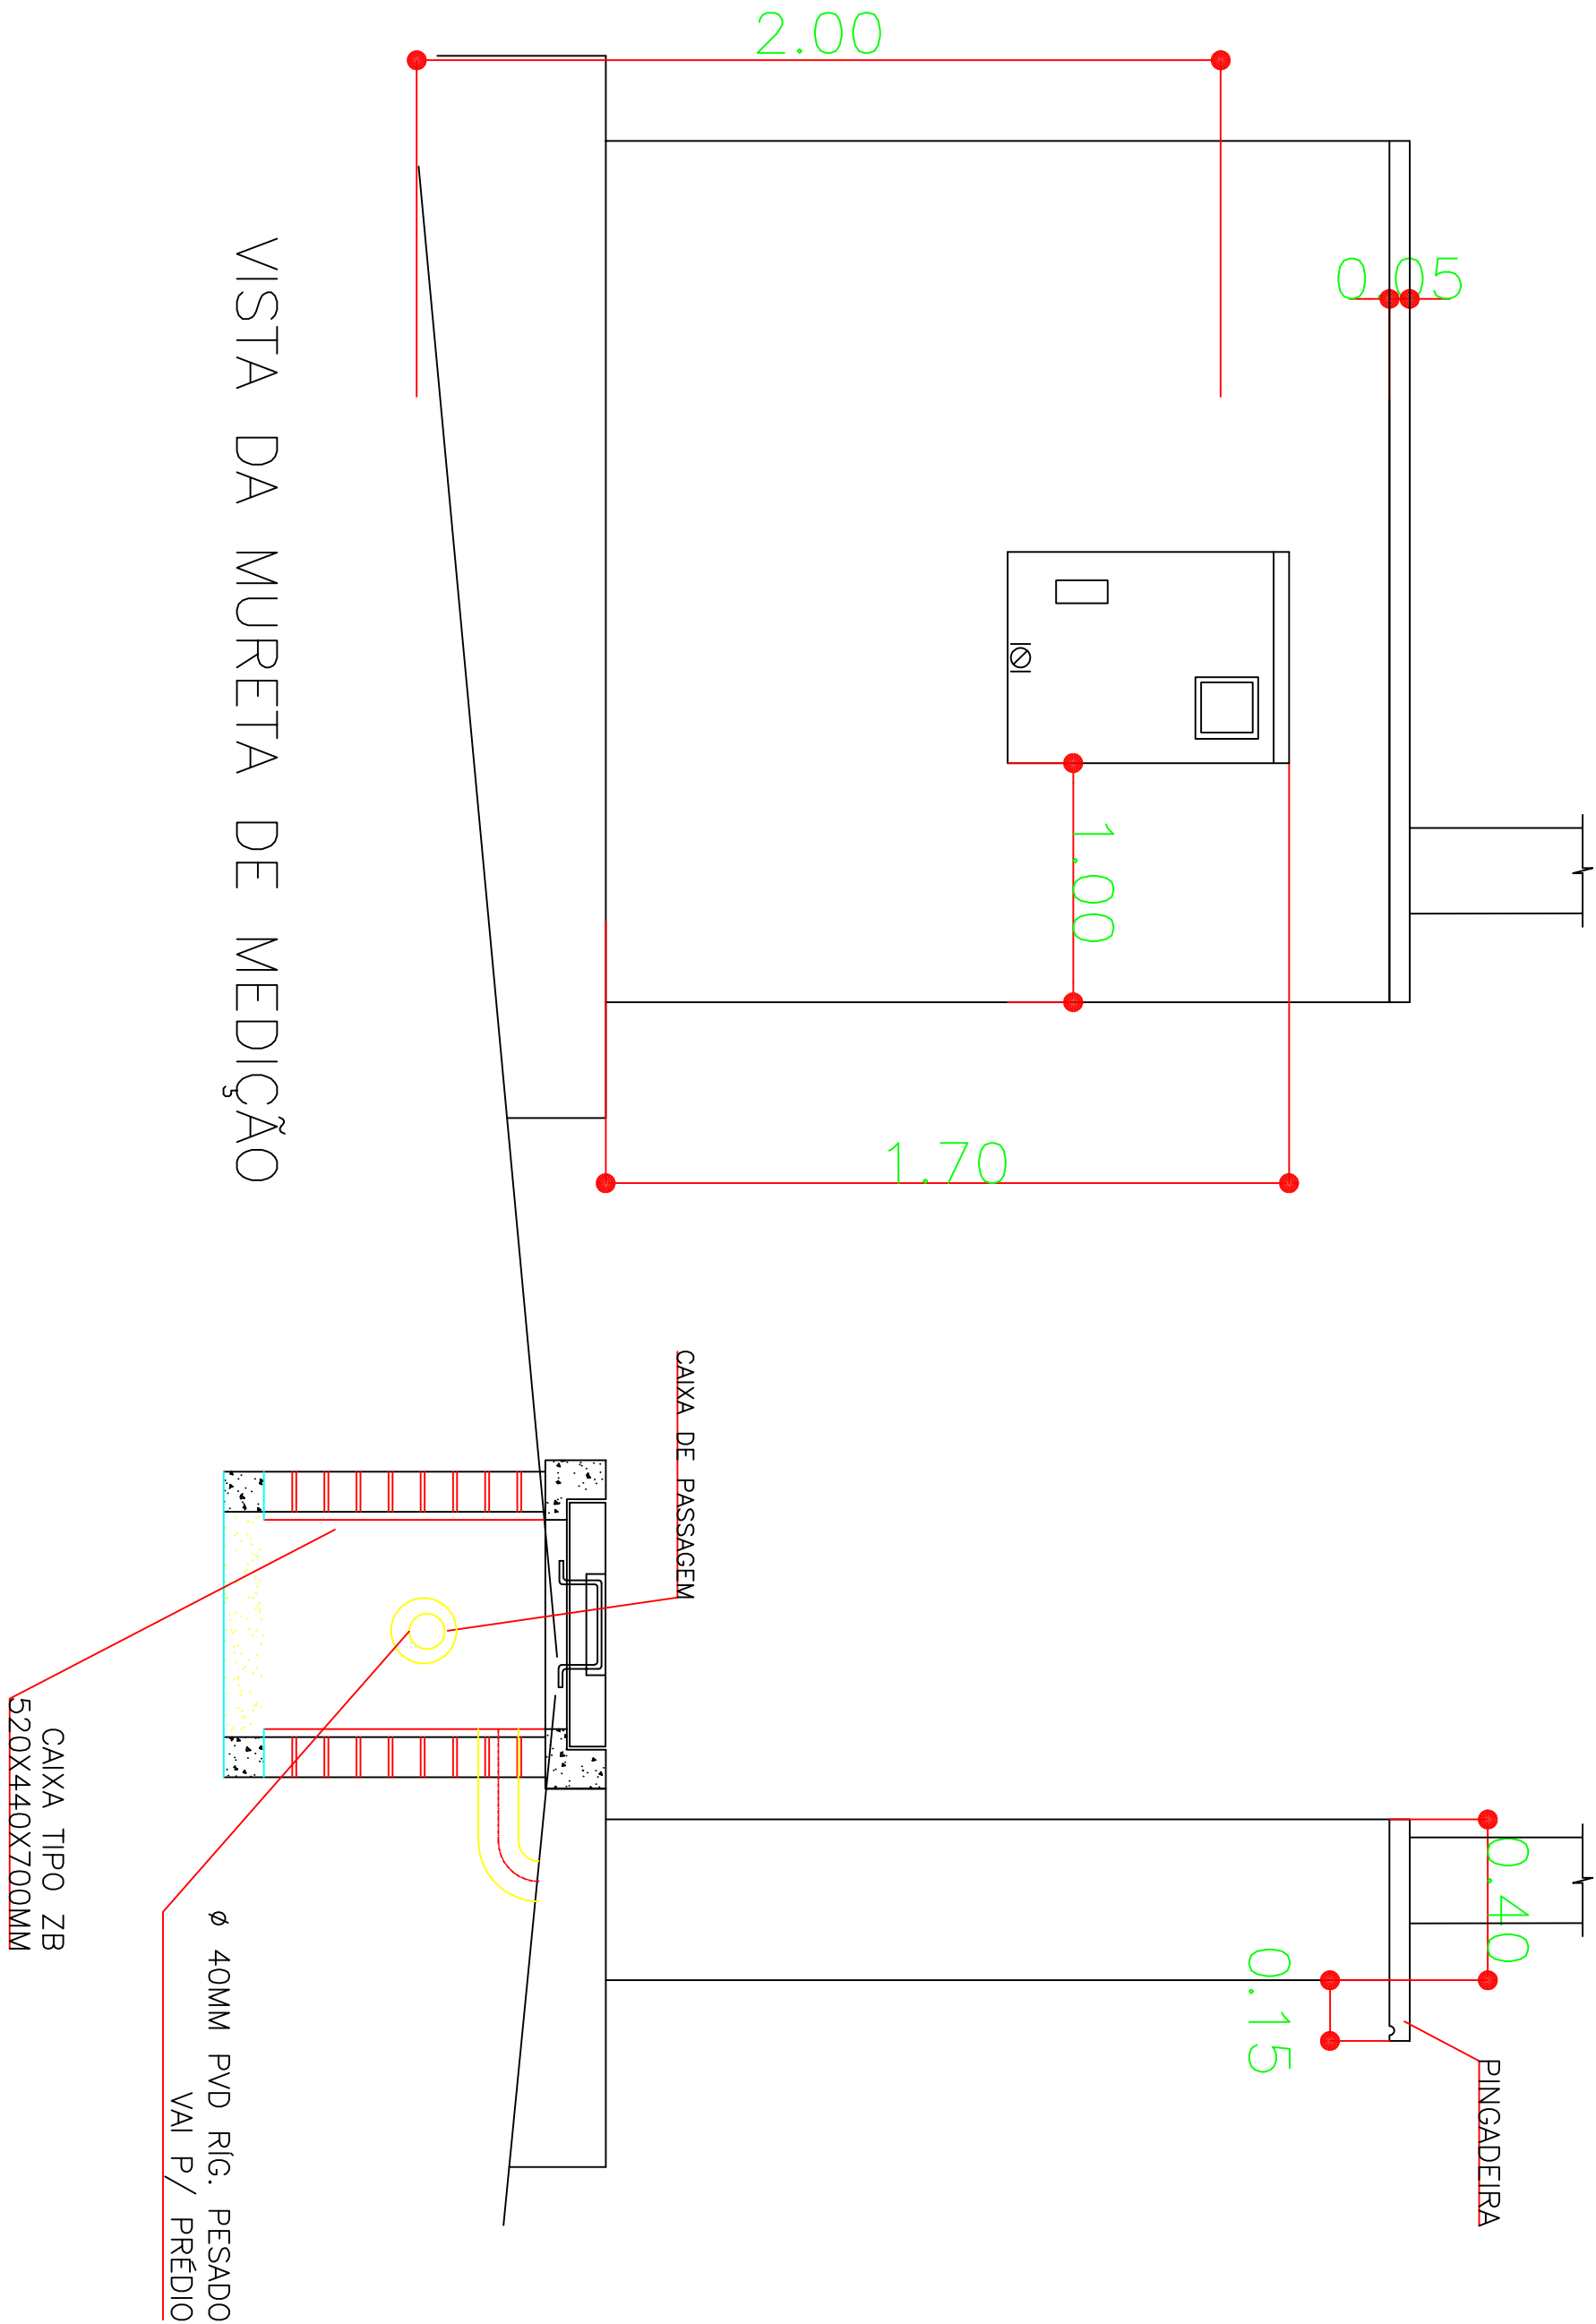 2.00
0.05
1.00
1.70
VISTA DA MURETA DE MEDIÇÃO
CAIXA DE PASSAGEM
CAIXA TIPO ZB
520X440X700MM
ø 40MM PVD RÍG. PESADO
VAI P/ PRÉDIO
0.40
0.15
PINGADEIRA